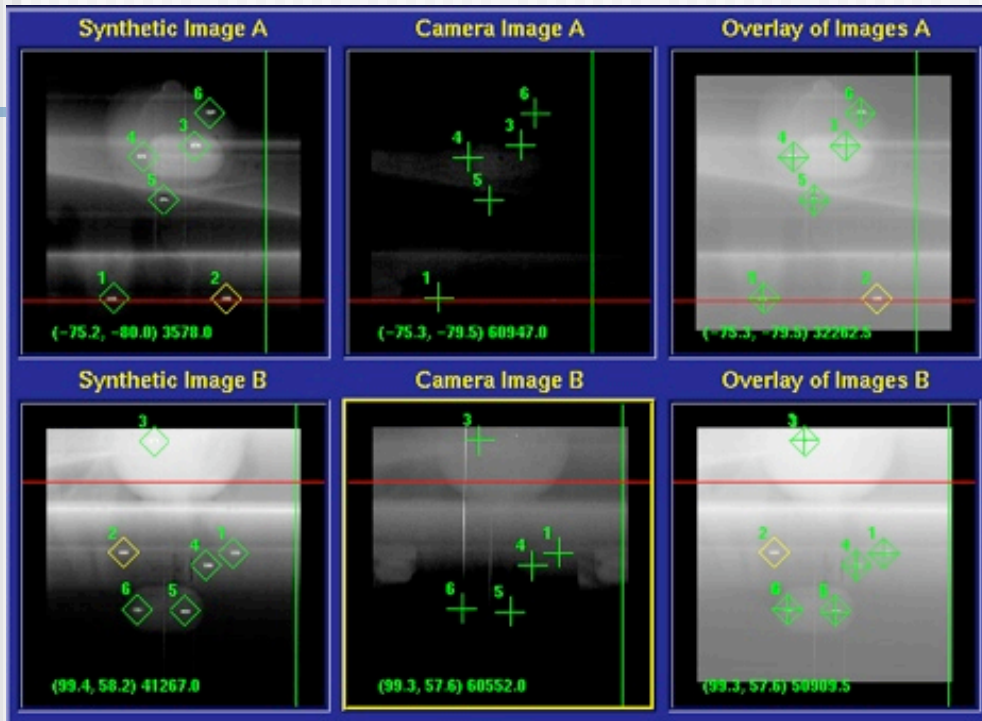 Synthetic Image A
Camera Image A
Overlay of Images A
6
3
4
5
1
2
(-75.2, -80.0) 3578.0
6
3
4
5
1
(-75.3, -79.5) 60947.0
6
3
4
5
2
(-75.3, -79.5) 32262.5
Synthetic Image B
Camera Image B
Overlay of Images B
3
2
1
4
6
5
(99.4, 58.2) 41267.0
3
1
4
6
5
(99.3, 57.6) 60552.0
3
2
1
4
6
(99.3, 57.6) 50909.5